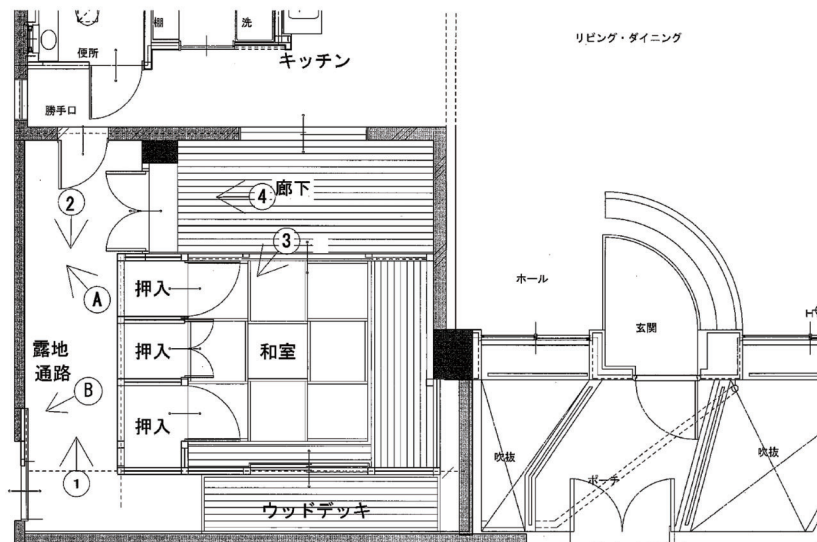 棚
洗
リビング・ダイニング
便所
キッチン
勝手口
廊下
4
2
3
A
押入
ホール
玄関
露地
通路
押入
和室
B
押入
吹抜
ポーチ
吹抜
1
ウッドデッキ